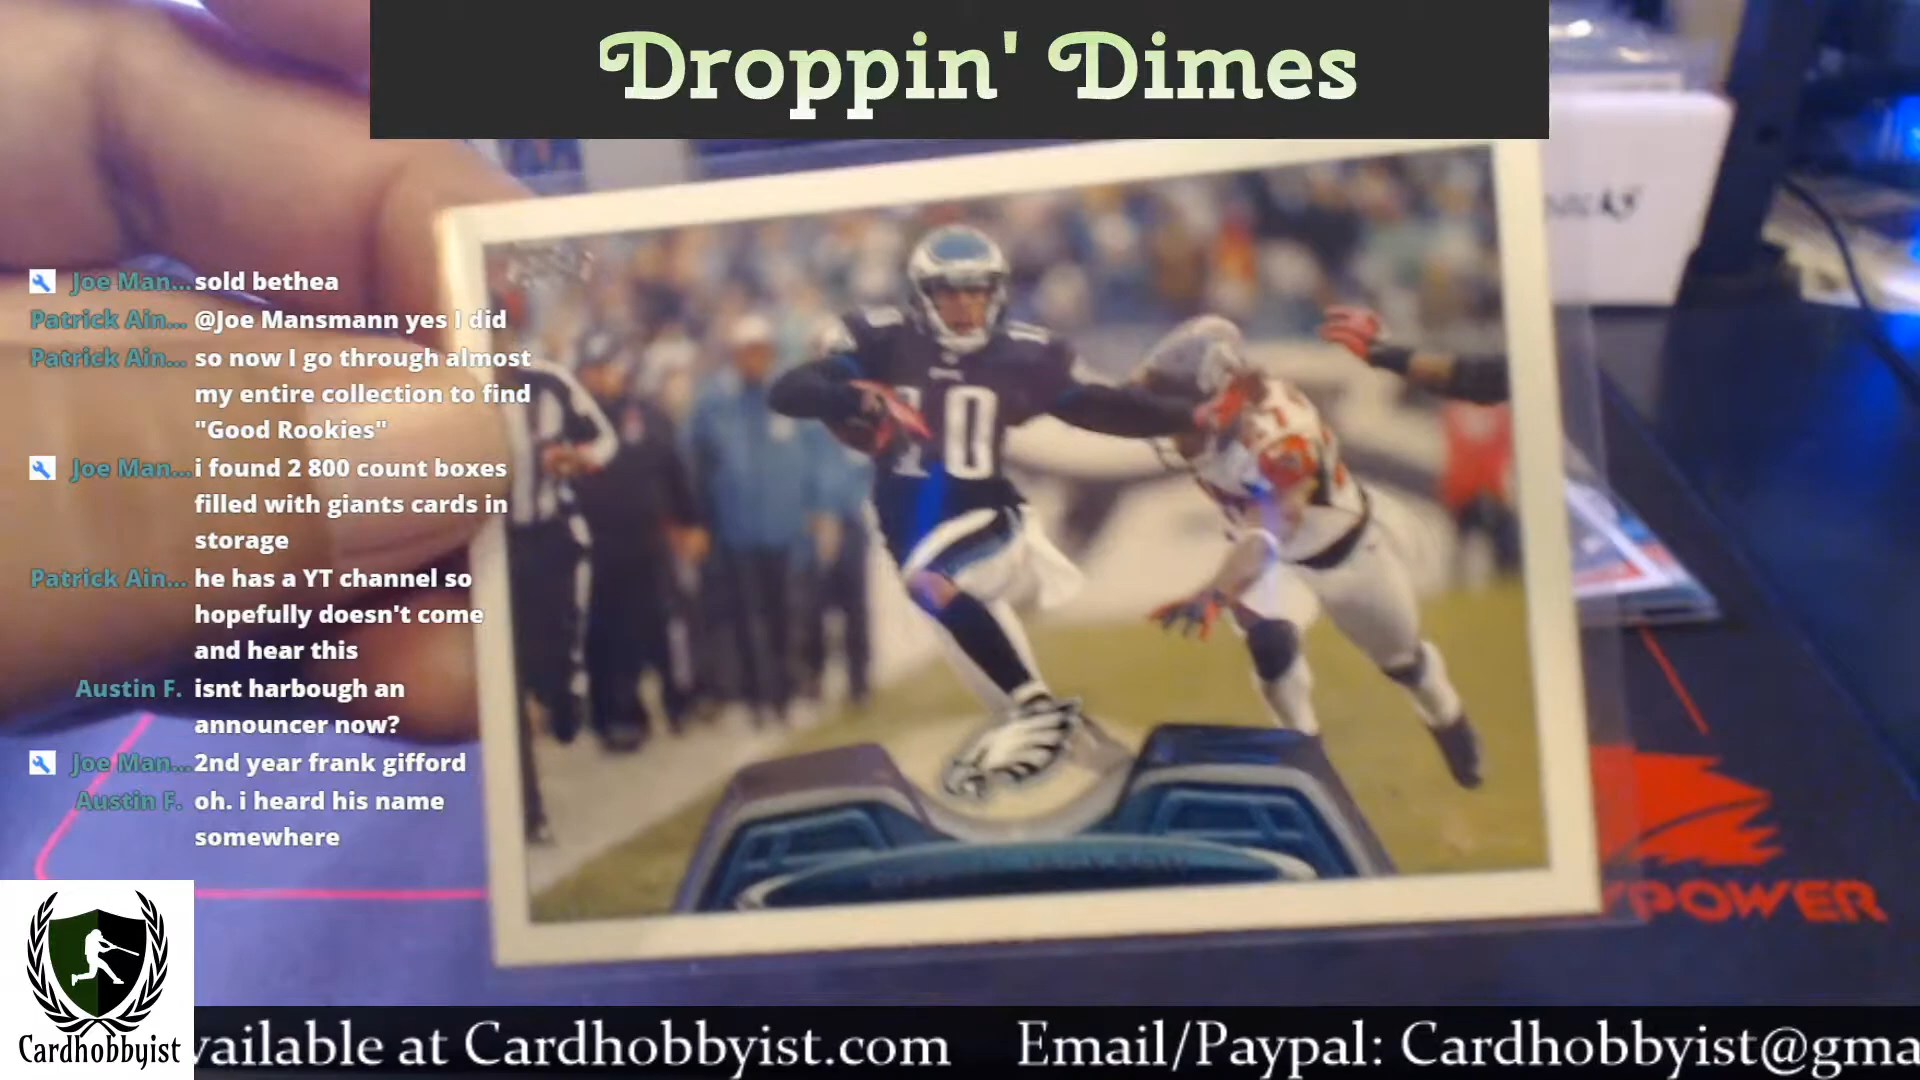 Droppin' Dimes
Joe Man... sold bethea
Patrick Ain... @Joe Mansmann yes I did
Patrick Ain... so now I go through almost
my entire collection to find
"Good Rookies"
Joe Man... i found 2 800 count boxes
filled with giants cards in
storage
Patrick Ain... he has a YT channel so
hopefully doesn't come
and hear this
Austin F. isnt harbough an
announcer now?
Joe Man... 2nd year frank gifford
Austin F. oh. i heard his name
somewhere
10
Cardhobbyist
vailable at Cardhobbyist.com Email/Paypal: Cardhobbyist@gma
YPOWER